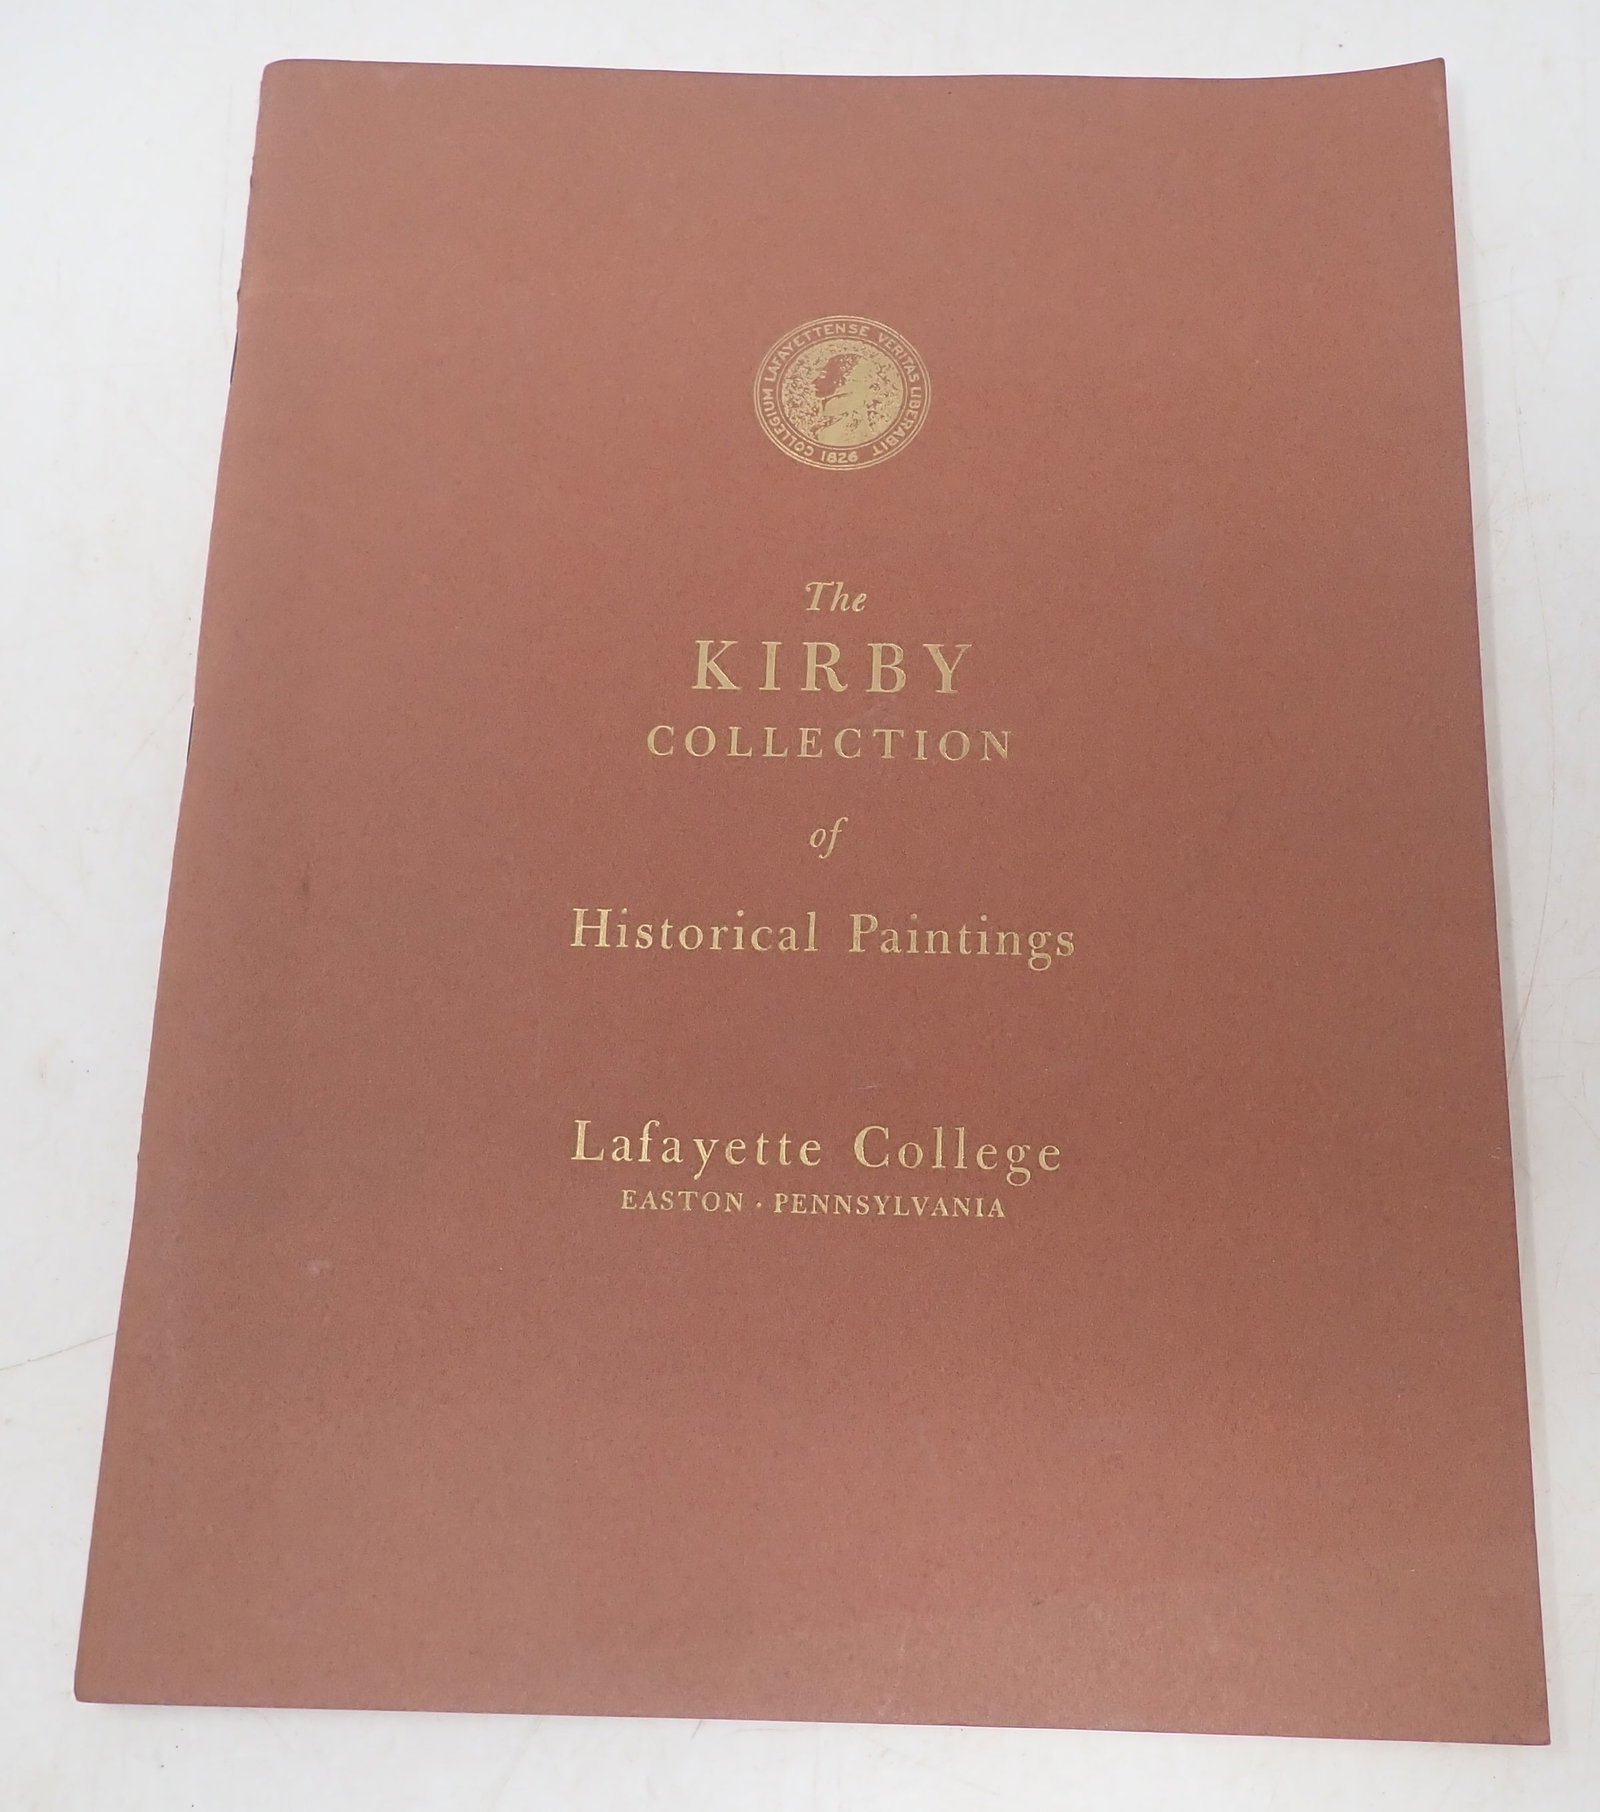 COLLEGIUM LAFAYETTENSE VERITAS LIBERABIT
1826
The
KIRBY
COLLECTION
of
Historical Paintings
Lafayette College
EASTON · PENNSYLVANIA